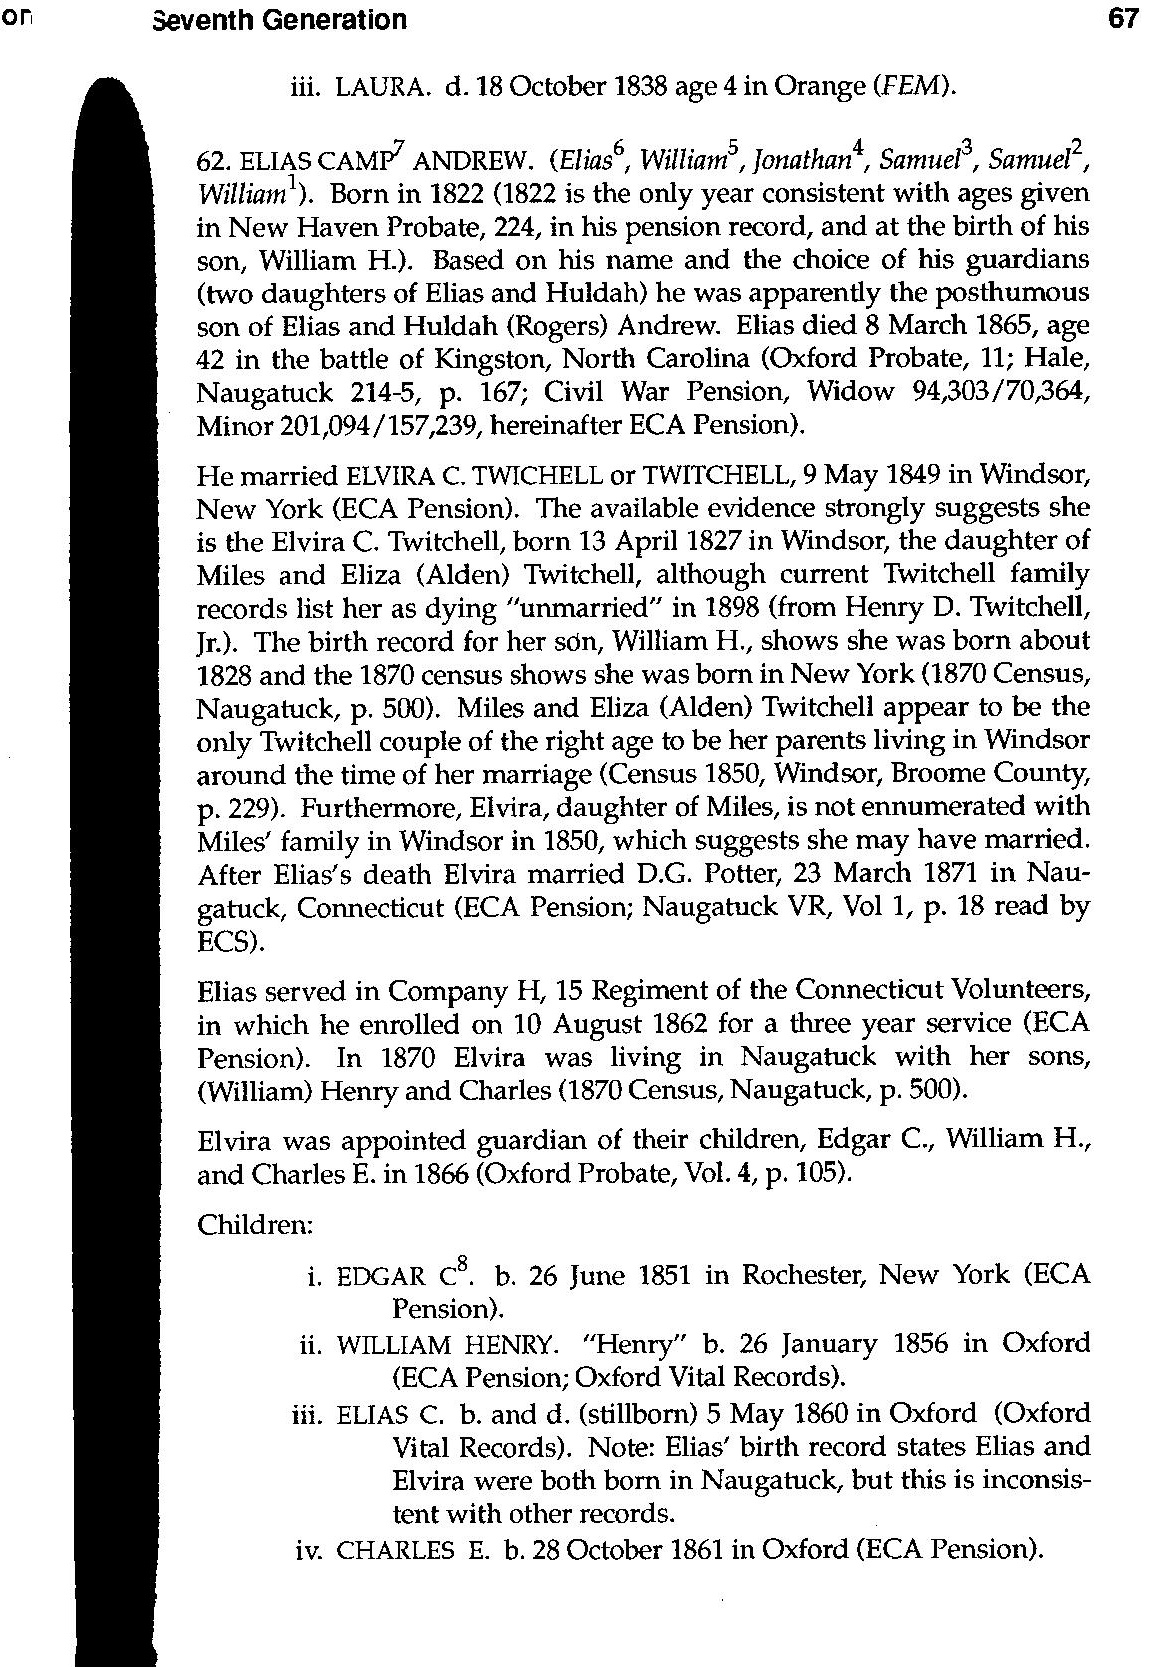 on Seventh Generation 67
iii. LAURA. d. 18 October 1838 age 4 in Orange (FEM).
62. ELIAS CAMP⁷ ANDREW. (Elias⁶, William⁵, Jonathan⁴, Samuel³, Samuel²,
William¹). Born in 1822 (1822 is the only year consistent with ages given
in New Haven Probate, 224, in his pension record, and at the birth of his
son, William H.). Based on his name and the choice of his guardians
(two daughters of Elias and Huldah) he was apparently the posthumous
son of Elias and Huldah (Rogers) Andrew. Elias died 8 March 1865, age
42 in the battle of Kingston, North Carolina (Oxford Probate, 11; Hale,
Naugatuck 214-5, p. 167; Civil War Pension, Widow 94,303/70,364,
Minor 201,094/157,239, hereinafter ECA Pension).
He married ELVIRA C. TWICHELL or TWITCHELL, 9 May 1849 in Windsor,
New York (ECA Pension). The available evidence strongly suggests she
is the Elvira C. Twitchell, born 13 April 1827 in Windsor, the daughter of
Miles and Eliza (Alden) Twitchell, although current Twitchell family
records list her as dying "unmarried" in 1898 (from Henry D. Twitchell,
Jr.). The birth record for her son, William H., shows she was born about
1828 and the 1870 census shows she was born in New York (1870 Census,
Naugatuck, p. 500). Miles and Eliza (Alden) Twitchell appear to be the
only Twitchell couple of the right age to be her parents living in Windsor
around the time of her marriage (Census 1850, Windsor, Broome County,
p. 229). Furthermore, Elvira, daughter of Miles, is not ennumerated with
Miles' family in Windsor in 1850, which suggests she may have married.
After Elias's death Elvira married D.G. Potter, 23 March 1871 in Nau-
gatuck, Connecticut (ECA Pension; Naugatuck VR, Vol 1, p. 18 read by
ECS).
Elias served in Company H, 15 Regiment of the Connecticut Volunteers,
in which he enrolled on 10 August 1862 for a three year service (ECA
Pension). In 1870 Elvira was living in Naugatuck with her sons,
(William) Henry and Charles (1870 Census, Naugatuck, p. 500).
Elvira was appointed guardian of their children, Edgar C., William H.,
and Charles E. in 1866 (Oxford Probate, Vol. 4, p. 105).
Children:
i. EDGAR C⁸. b. 26 June 1851 in Rochester, New York (ECA
Pension).
ii. WILLIAM HENRY. "Henry" b. 26 January 1856 in Oxford
(ECA Pension; Oxford Vital Records).
iii. ELIAS C. b. and d. (stillborn) 5 May 1860 in Oxford (Oxford
Vital Records). Note: Elias' birth record states Elias and
Elvira were both born in Naugatuck, but this is inconsis-
tent with other records.
iv. CHARLES E. b. 28 October 1861 in Oxford (ECA Pension).